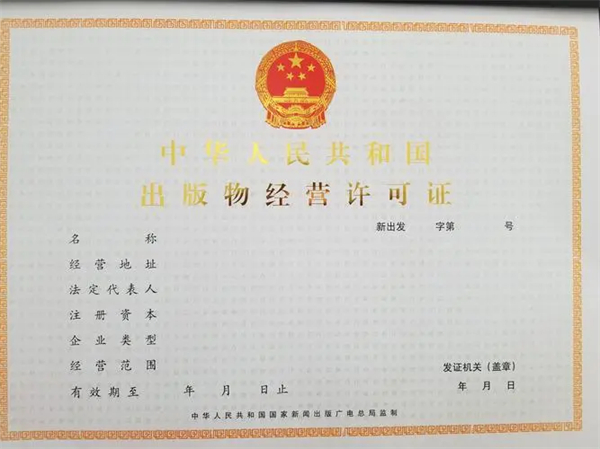 中华人民共和国
出版物经营许可证
新出发 字第 号
名 称
经营地址
法定代表人
注册资本
企业类型
经营范围
发证机关（盖章）
有效期至 年 月 日止
年 月 日
中华人民共和国国家新闻出版广电总局监制